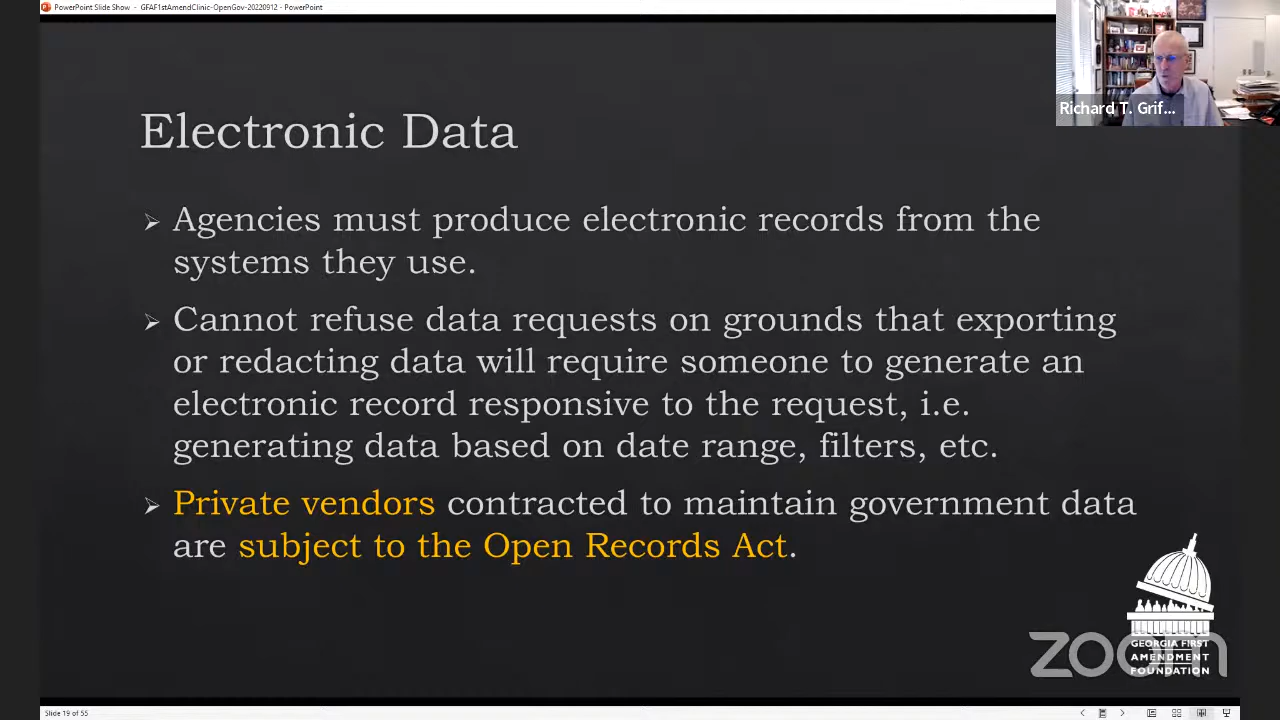 PowerPoint Slide Show - GFAF1stAmendClinic-OpenGov-20220912 - PowerPoint
Richard T. Grif...
Electronic Data
Agencies must produce electronic records from the
systems they use.
Cannot refuse data requests on grounds that exporting
or redacting data will require someone to generate an
electronic record responsive to the request, i.e.
generating data based on date range, filters, etc.
Private vendors contracted to maintain government data
are subject to the Open Records Act.
zoom
GEORGIA FIRST
AMENDMENT
FOUNDATION
Slide 19 of 55